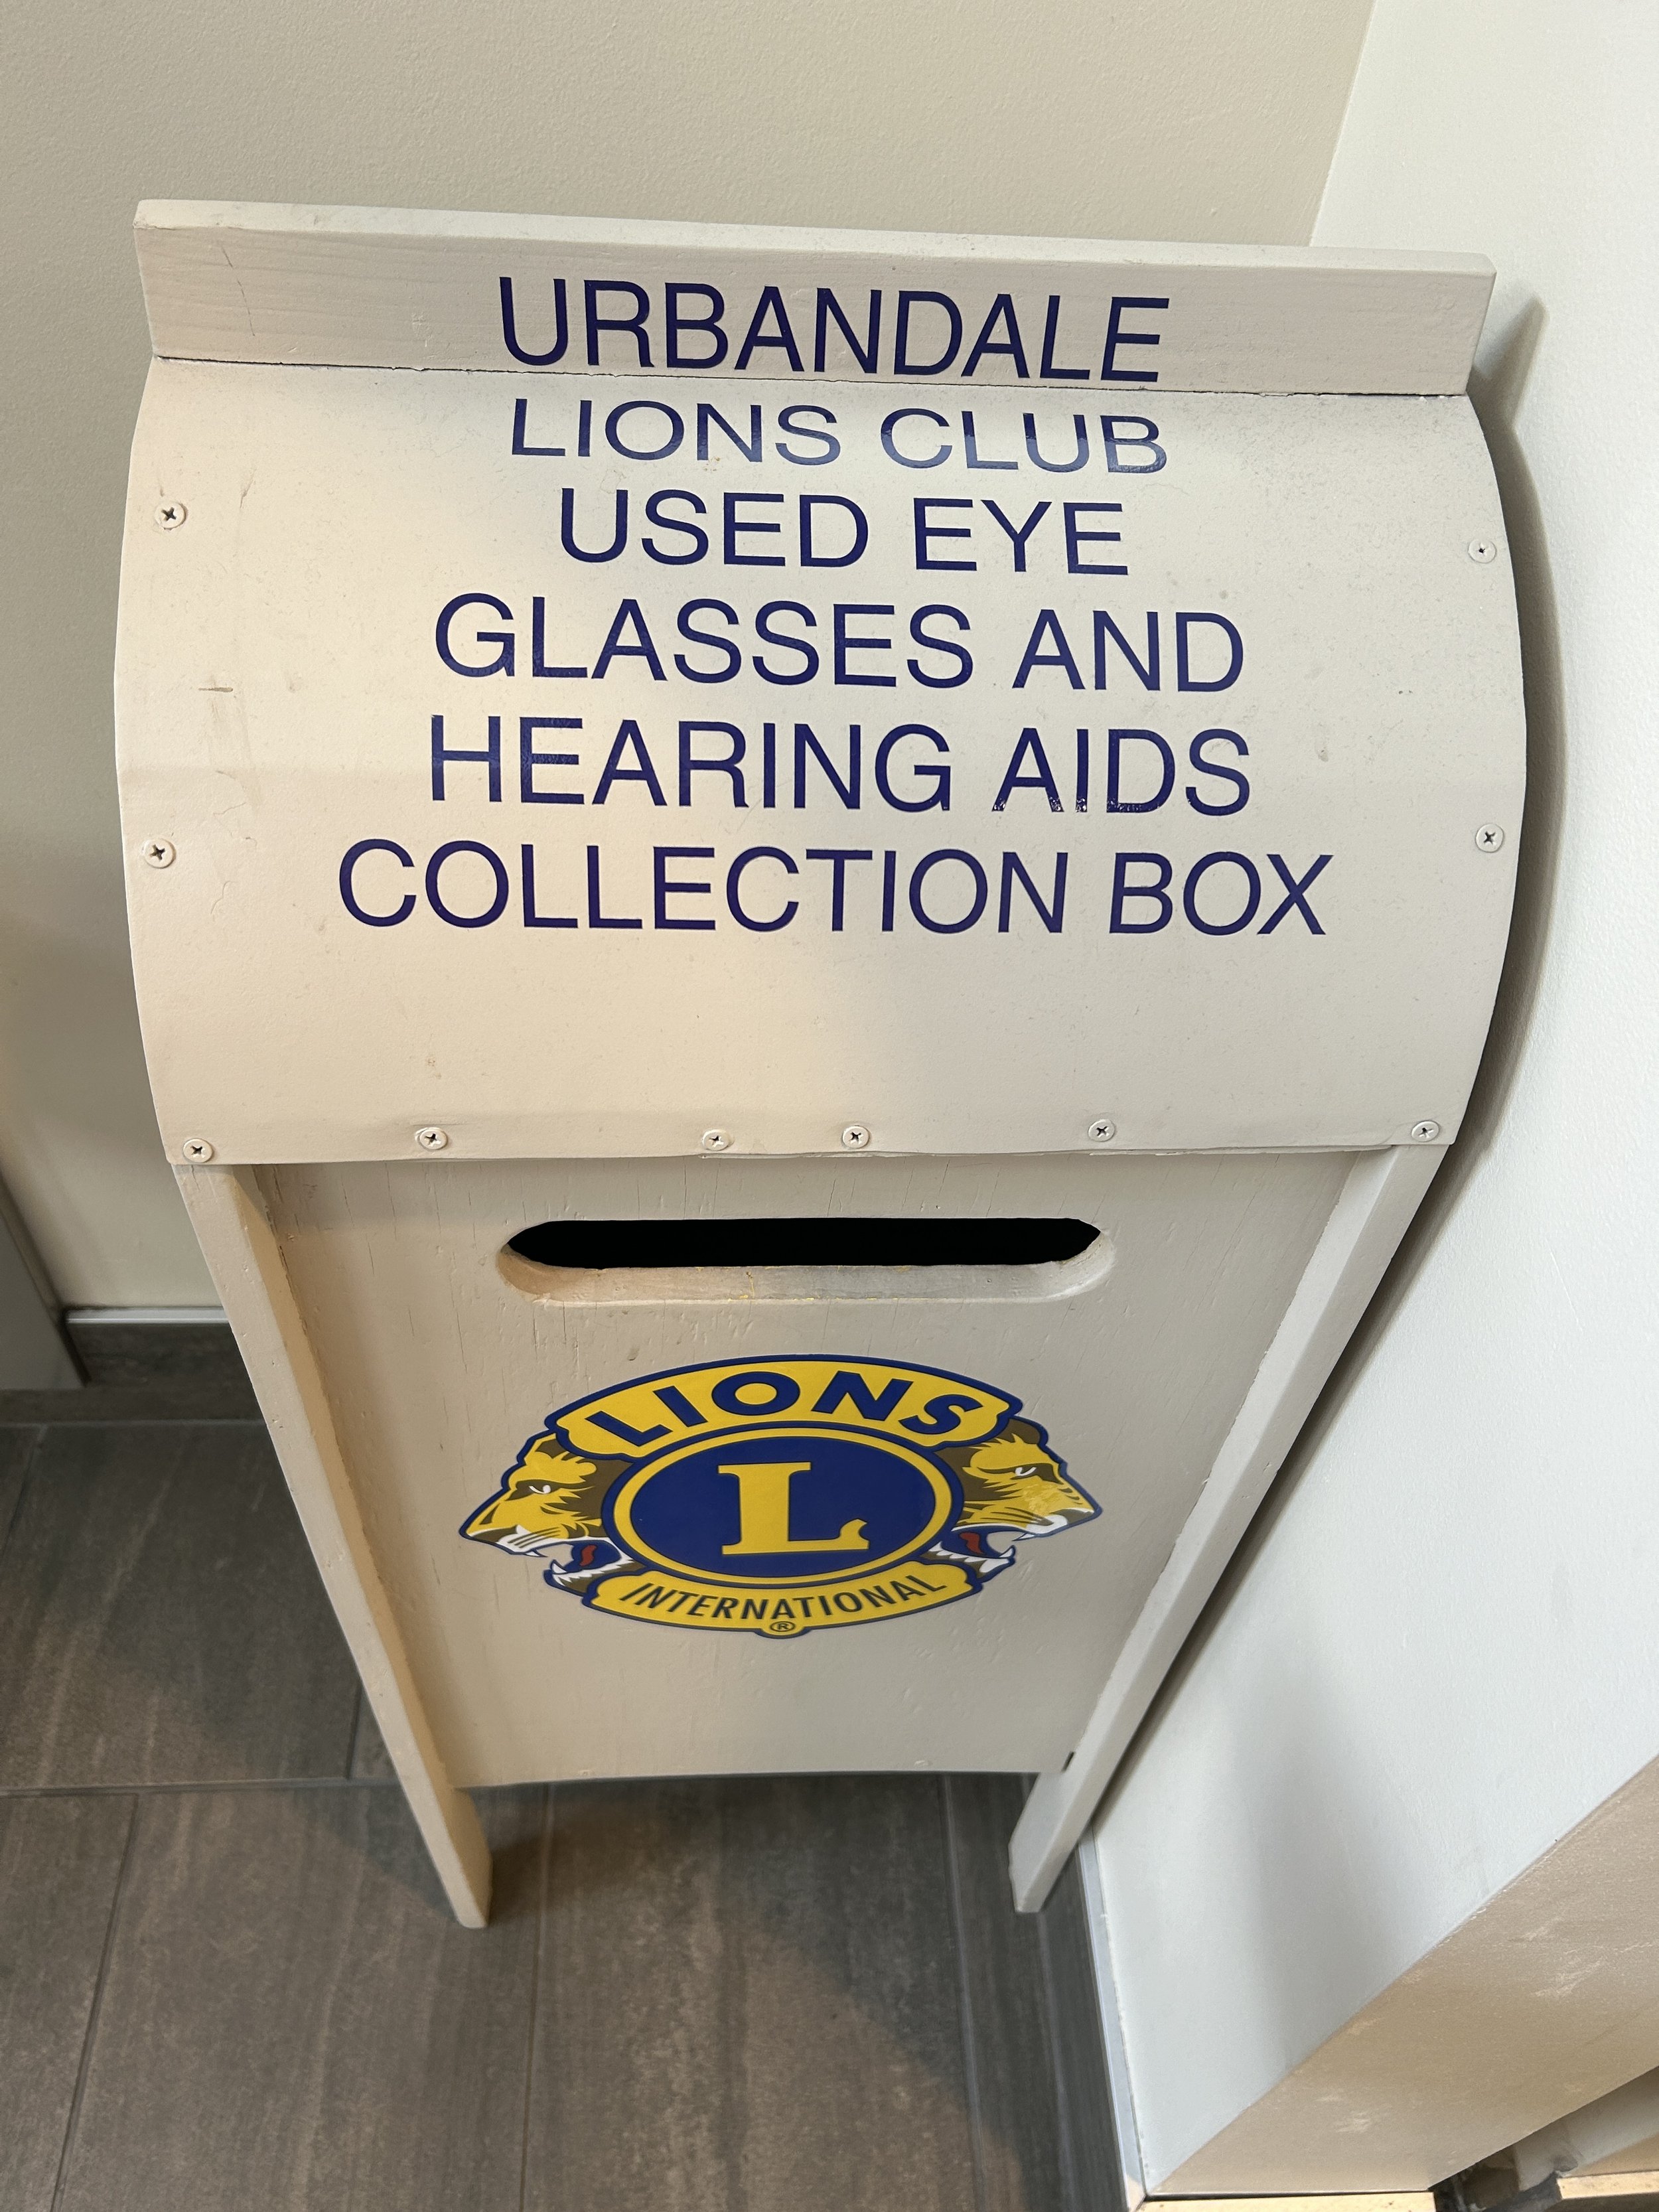 URBANDALE
LIONS CLUB
USED EYE
GLASSES AND
HEARING AIDS
COLLECTION BOX
LIONS
L
INTERNATIONAL
®